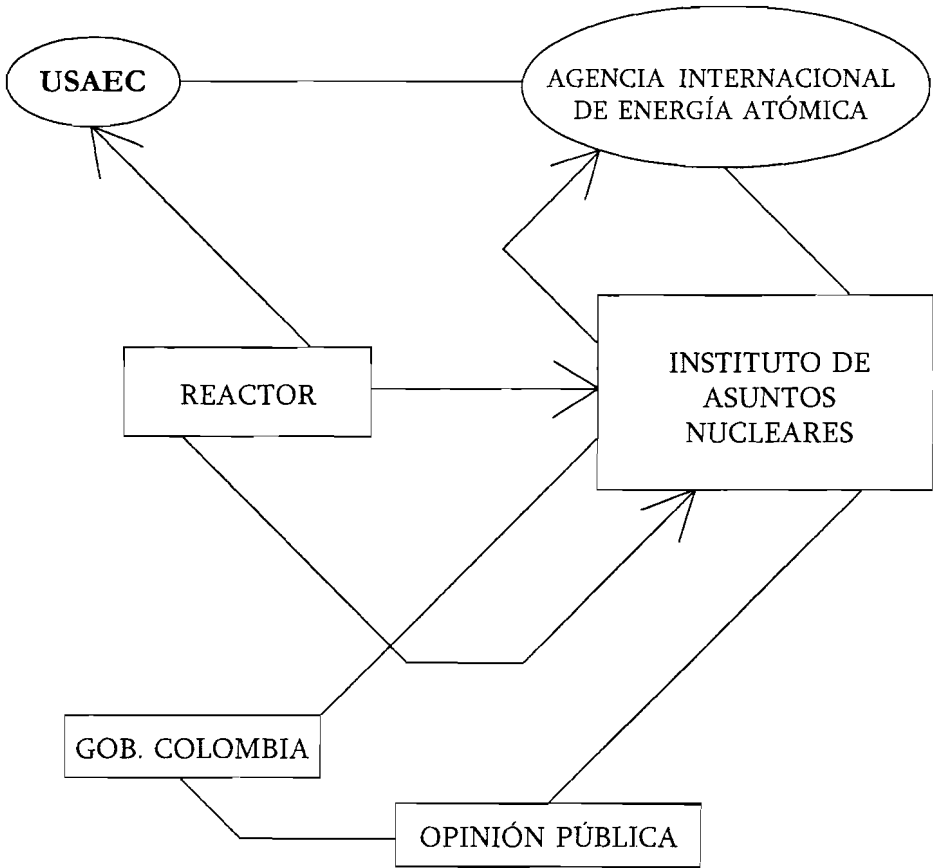 USAEC
AGENCIA INTERNACIONAL
DE ENERGÍA ATÓMICA
REACTOR
INSTITUTO DE
ASUNTOS
NUCLEARES
GOB. COLOMBIA
OPINIÓN PÚBLICA